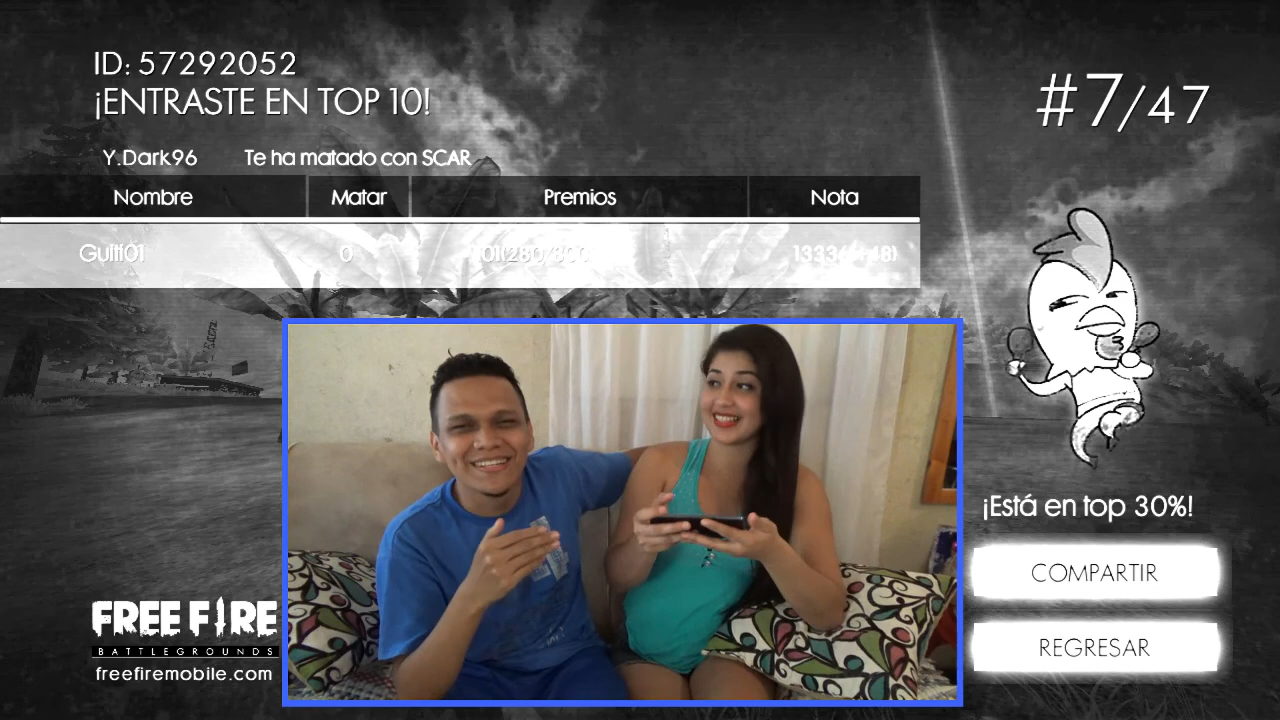 ID: 57292052
¡ENTRASTE EN TOP 10!
#7/47
Y.Dark96 Te ha matado con SCAR
Nombre Matar Premios Nota
0
¡Está en top 30%!
COMPARTIR
REGRESAR
FREE FIRE
BATTLEGROUNDS
freefiremobile.com